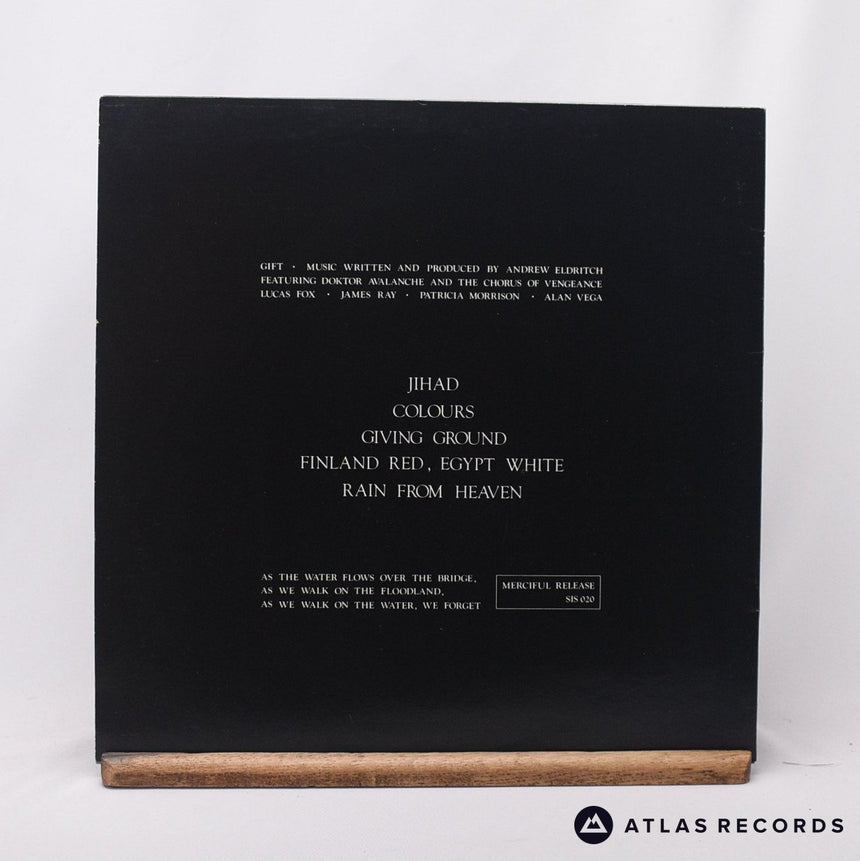 GIFT · MUSIC WRITTEN AND PRODUCED BY ANDREW ELDRITCH
FEATURING DOKTOR AVALANCHE AND THE CHORUS OF VENGEANCE
LUCAS FOX · JAMES RAY · PATRICIA MORRISON · ALAN VEGA
JIHAD
COLOURS
GIVING GROUND
FINLAND RED, EGYPT WHITE
RAIN FROM HEAVEN
AS THE WATER FLOWS OVER THE BRIDGE,
AS WE WALK ON THE FLOODLAND,
AS WE WALK ON THE WATER, WE FORGET
MERCIFUL RELEASE
SIS 020
ATLAS RECORDS